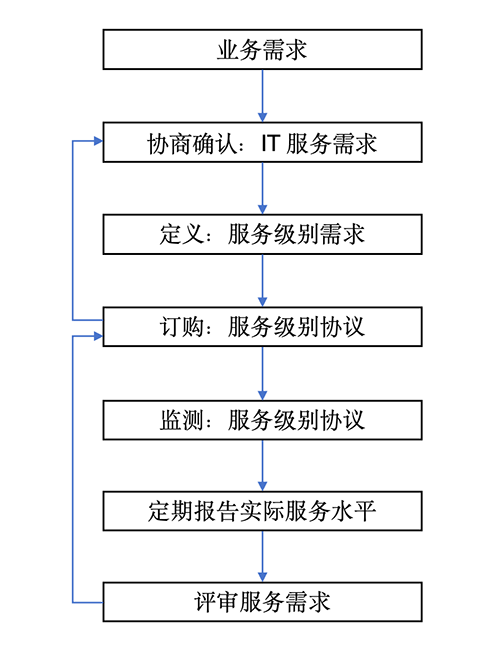 业务需求
协商确认：IT 服务需求
定义：服务级别需求
订购：服务级别协议
监测：服务级别协议
定期报告实际服务水平
评审服务需求